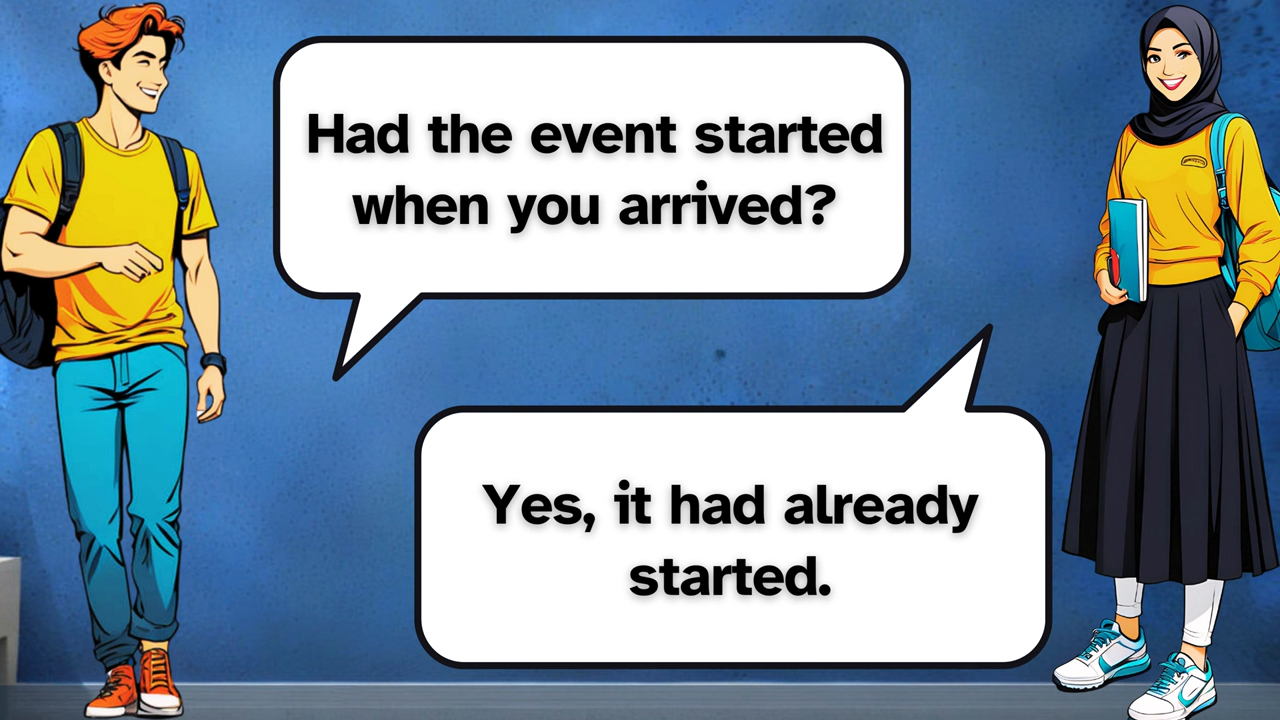 Had the event started
when you arrived?
Yes, it had already
started.